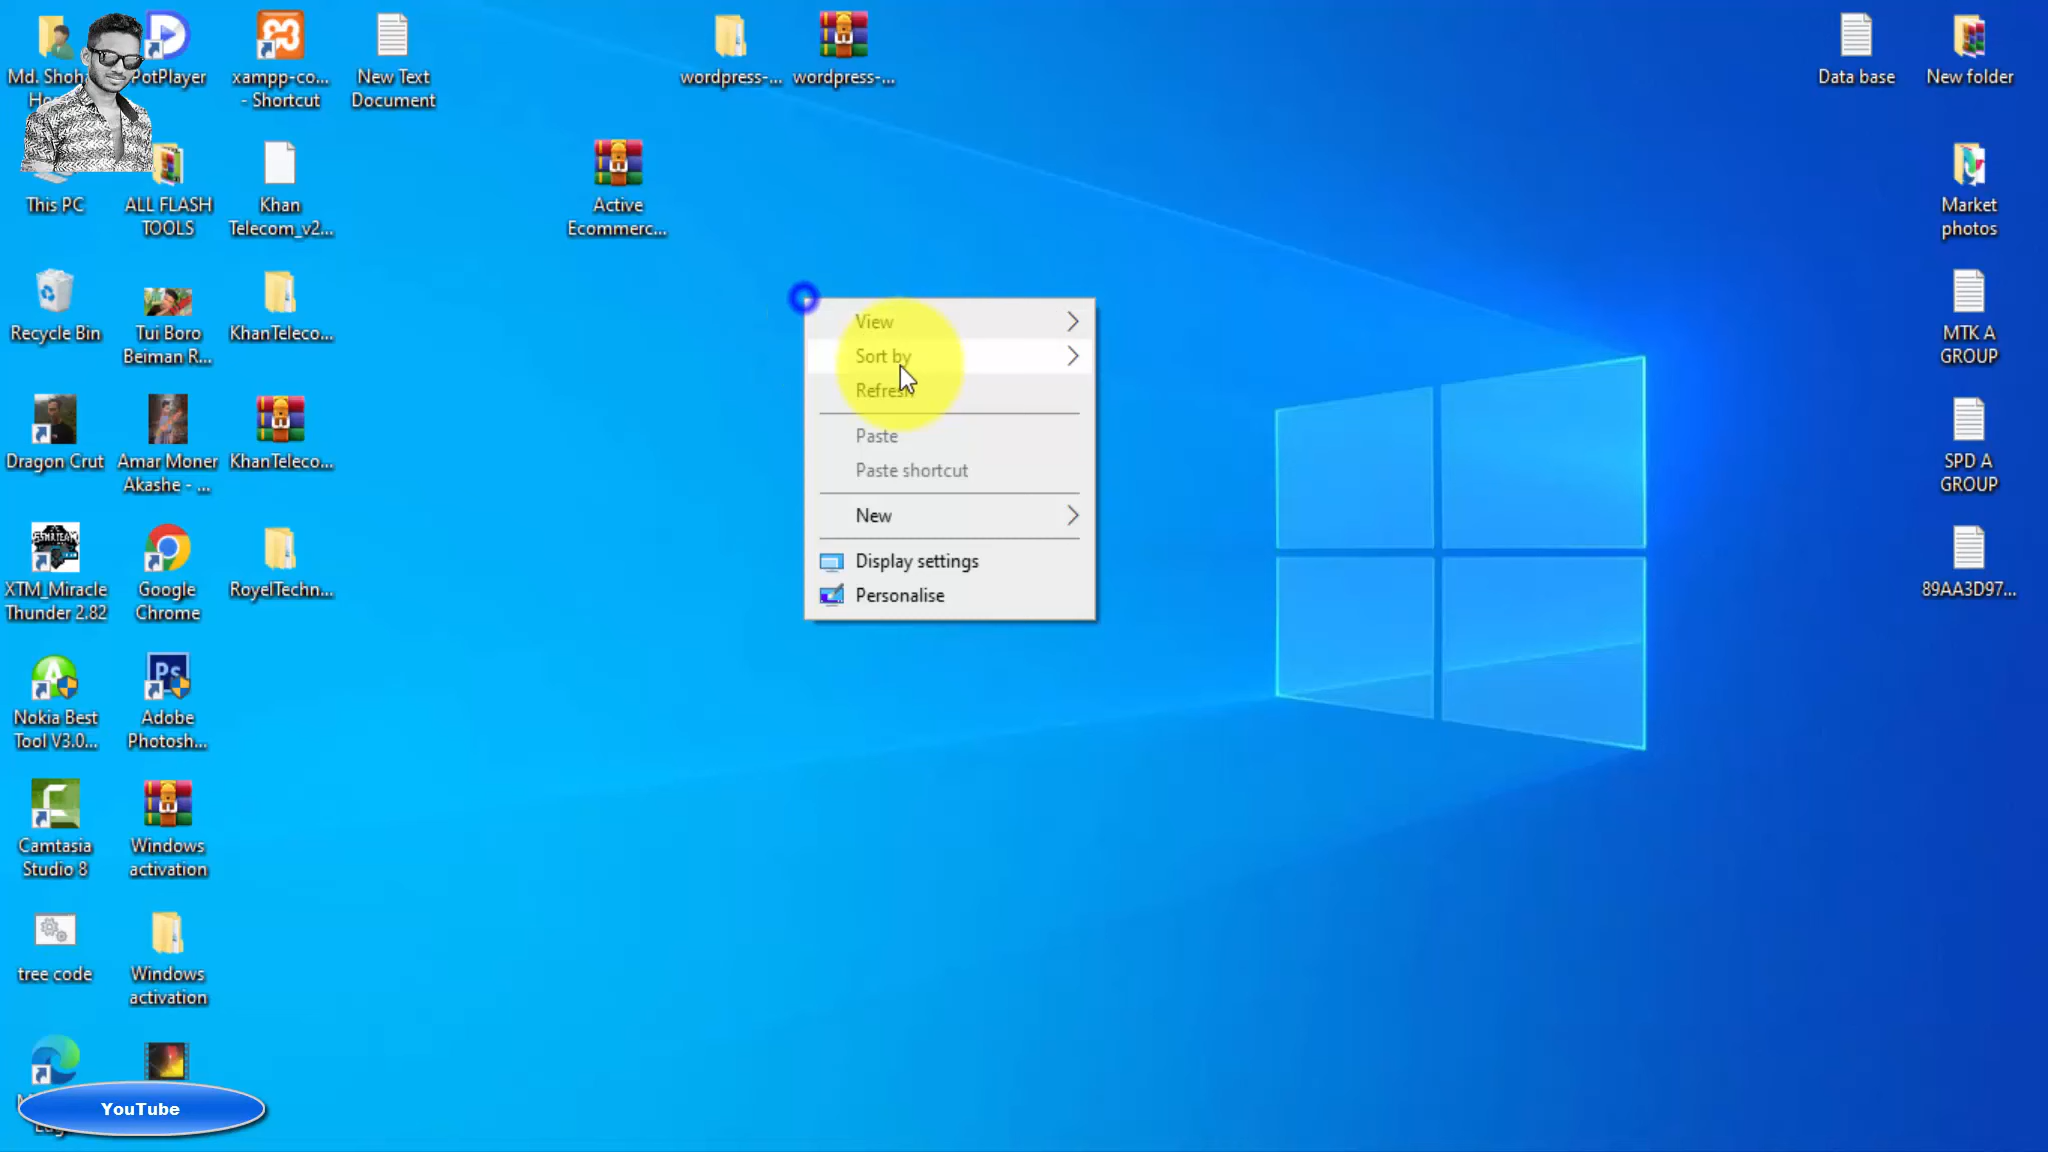 Md. Shoh
PotPlayer
xampp-co...
- Shortcut
New Text
Document
wordpress-...
wordpress-...
Data base
New folder
This PC
ALL FLASH
TOOLS
Khan
Telecom_v2...
Active
Ecommerc...
Market
photos
Recycle Bin
Tui Boro
Beiman R...
KhanTeleco...
MTK A
GROUP
Dragon Crut
Amar Moner
Akashe - ...
KhanTeleco...
SPD A
GROUP
XTM_Miracle
Thunder 2.82
Google
Chrome
RoyelTechn...
89AA3D97...
Nokia Best
Tool V3.0...
Adobe
Photosh...
Camtasia
Studio 8
Windows
activation
tree code
Windows
activation
View
Sort by
Refresh
Paste
Paste shortcut
New
Display settings
Personalise
YouTube